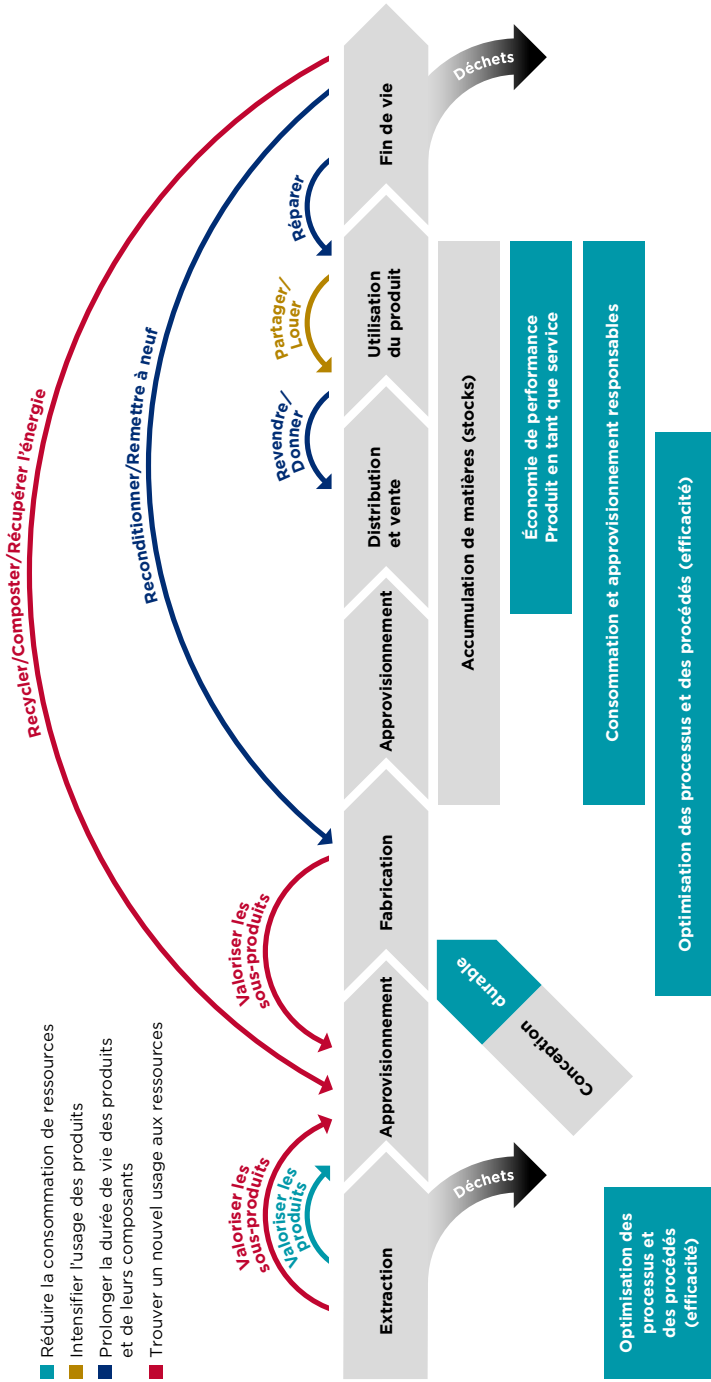 Réduire la consommation de ressources
Intensifier l'usage des produits
Prolonger la durée de vie des produits
et de leurs composants
Trouver un nouvel usage aux ressources
Recycler/Composter/Récupérer l'énergie
Reconditionner/Remettre à neuf
Valoriser les
sous-produits
Valoriser les
produits
Valoriser les
sous-produits
Revendre/
Donner
Partager/
Louer
Réparer
Extraction
Approvisionnement
Fabrication
Approvisionnement
Distribution
et vente
Utilisation
du produit
Fin de vie
Déchets
Déchets
Conception
durable
Accumulation de matières (stocks)
Économie de performance
Produit en tant que service
Consommation et approvisionnement responsables
Optimisation des
processus et
des procédés
(efficacité)
Optimisation des processus et des procédés (efficacité)